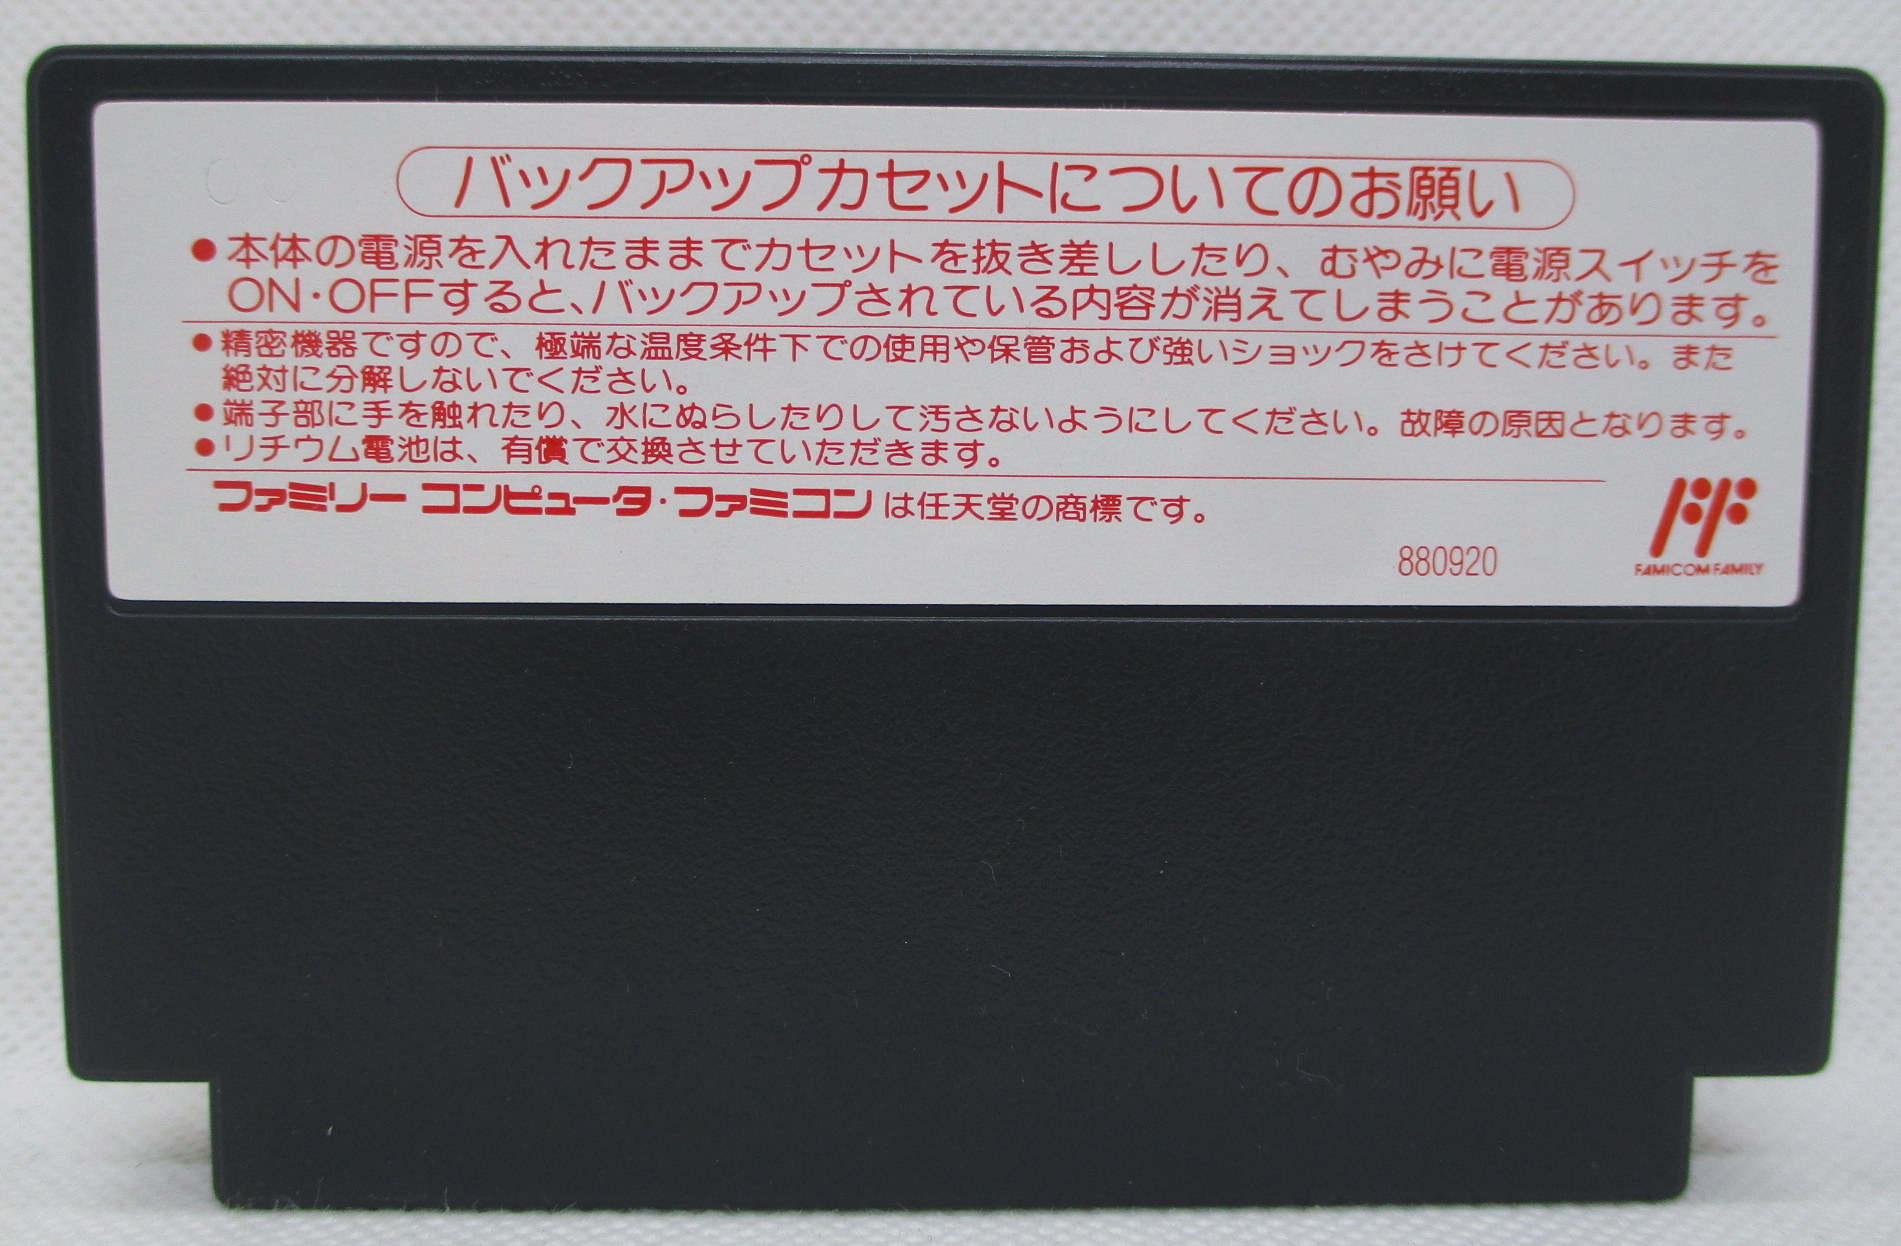 バックアップカセットについてのお願い
●本体の電源を入れたままでカセットを抜き差ししたり、むやみに電源スイッチを
ON・OFFすると、バックアップされている内容が消えてしまうことがあります。
●精密機器ですので、極端な温度条件下での使用や保管および強いショックをさけてください。また
絶対に分解しないでください。
●端子部に手を触れたり、水にぬらしたりして汚さないようにしてください。故障の原因となります。
●リチウム電池は、有償で交換させていただきます。
ファミリーコンピュータ・ファミコンは任天堂の商標です。
880920
FAMICOM FAMILY